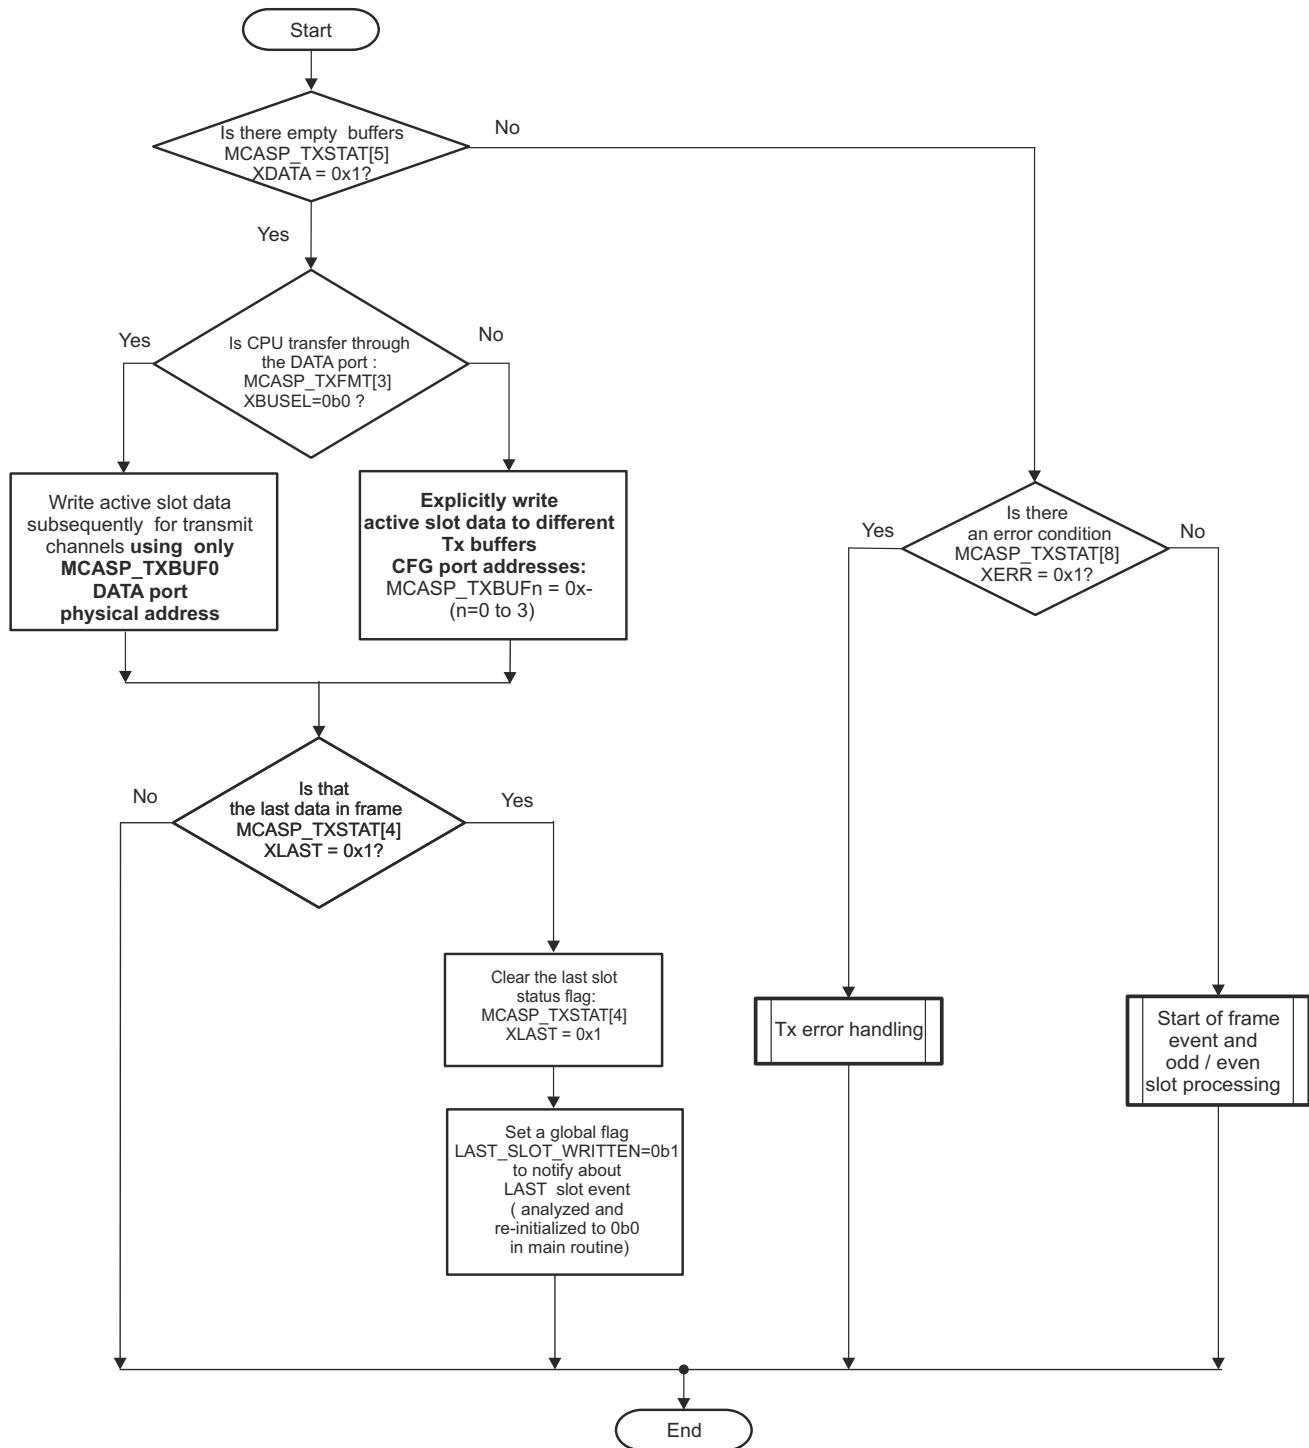 Start
Is there empty buffers
MCASP_TXSTAT[5]
XDATA = 0x1?
No
Yes
Is CPU transfer through
the DATA port :
MCASP_TXFMT[3]
XBUSEL=0b0 ?
Yes
No
Write active slot data
subsequently for transmit
channels using only
MCASP_TXBUF0
DATA port
physical address
Explicitly write
active slot data to different
Tx buffers
CFG port addresses:
MCASP_TXBUFn = 0x-
(n=0 to 3)
Is there
an error condition
MCASP_TXSTAT[8]
XERR = 0x1?
Yes
No
Is that
the last data in frame
MCASP_TXSTAT[4]
XLAST = 0x1?
No
Yes
Clear the last slot
status flag:
MCASP_TXSTAT[4]
XLAST = 0x1
Tx error handling
Start of frame
event and
odd / even
slot processing
Set a global flag
LAST_SLOT_WRITTEN=0b1
to notify about
LAST slot event
( analyzed and
re-initialized to 0b0
in main routine)
End